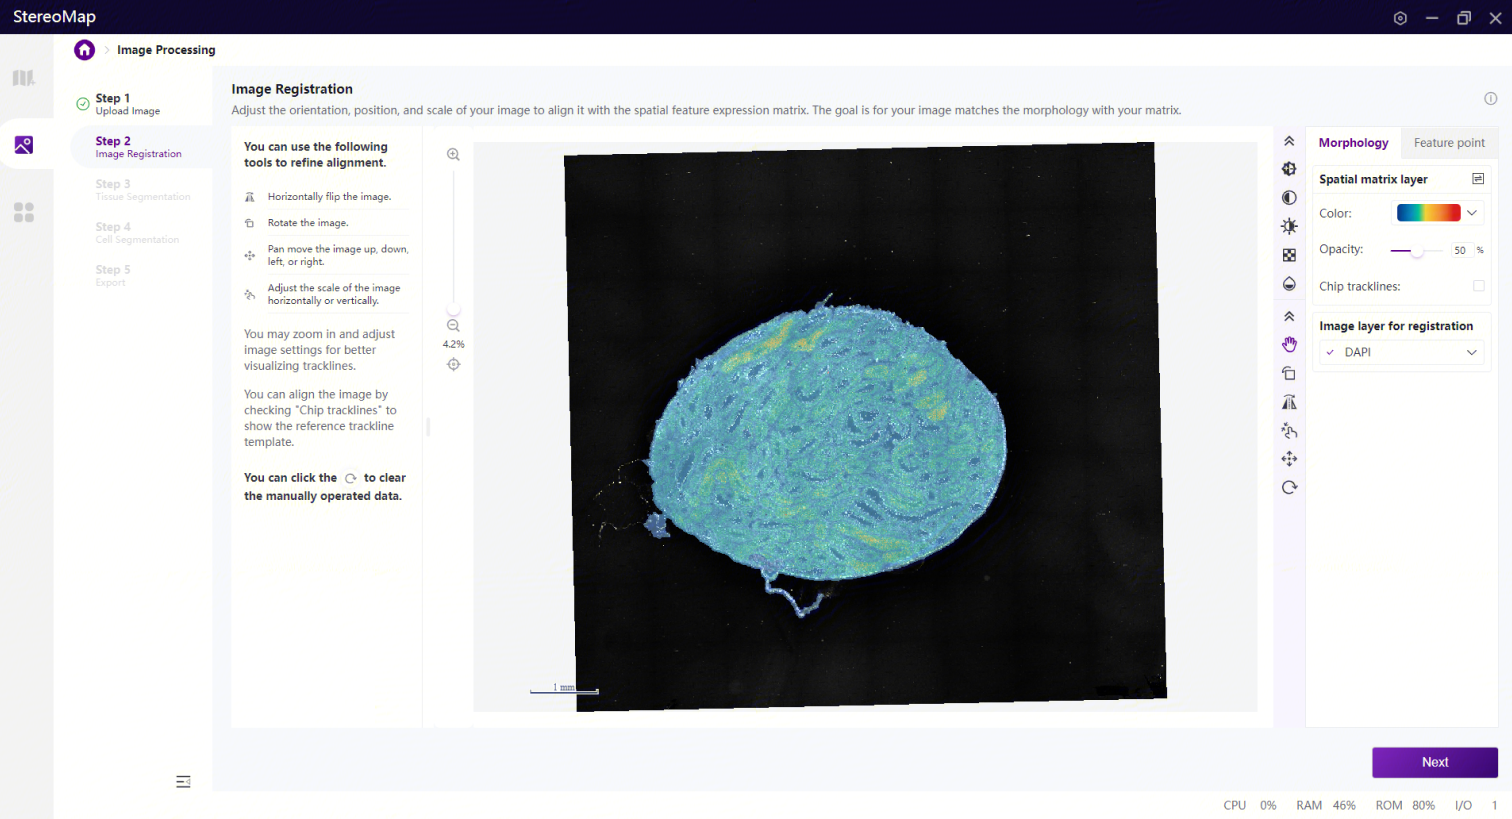 StereoMap
Image Processing
Step 1
Upload Image
Step 2
Image Registration
Step 3
Tissue Segmentation
Step 4
Cell Segmentation
Step 5
Export
Image Registration
Adjust the orientation, position, and scale of your image to align it with the spatial feature expression matrix. The goal is for your image matches the morphology with your matrix.
You can use the following
tools to refine alignment.
Horizontally flip the image.
Rotate the image.
Pan move the image up, down,
left, or right.
Adjust the scale of the image
horizontally or vertically.
You may zoom in and adjust
image settings for better
visualizing tracklines.
You can align the image by
checking "Chip tracklines" to
show the reference trackline
template.
You can click the to clear
the manually operated data.
4.2%
1 mm
Morphology
Feature point
Spatial matrix layer
Color:
Opacity: 50 %
Chip tracklines:
Image layer for registration
DAPI
Next
CPU 0% RAM 46% ROM 80% I/O 1